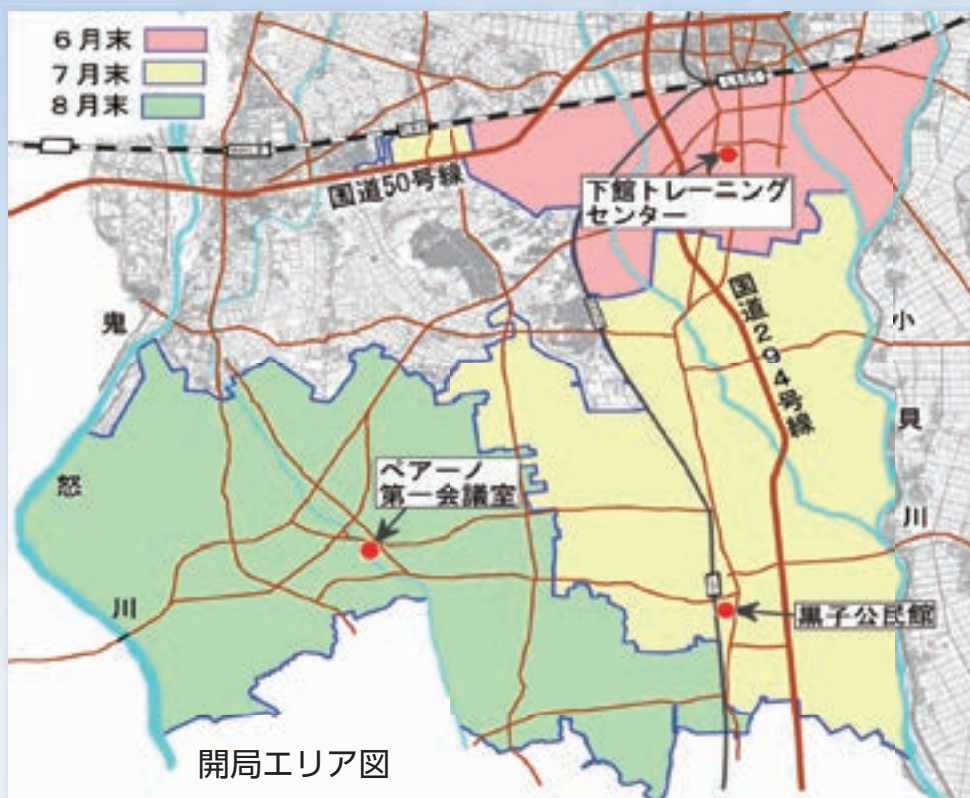 6月末
7月末
8月末
国道50号線
下館トレーニング
センター
国道294号線
鬼
怒
川
小
貝
川
ペアーノ
第一会議室
黒子公民館
開局エリア図